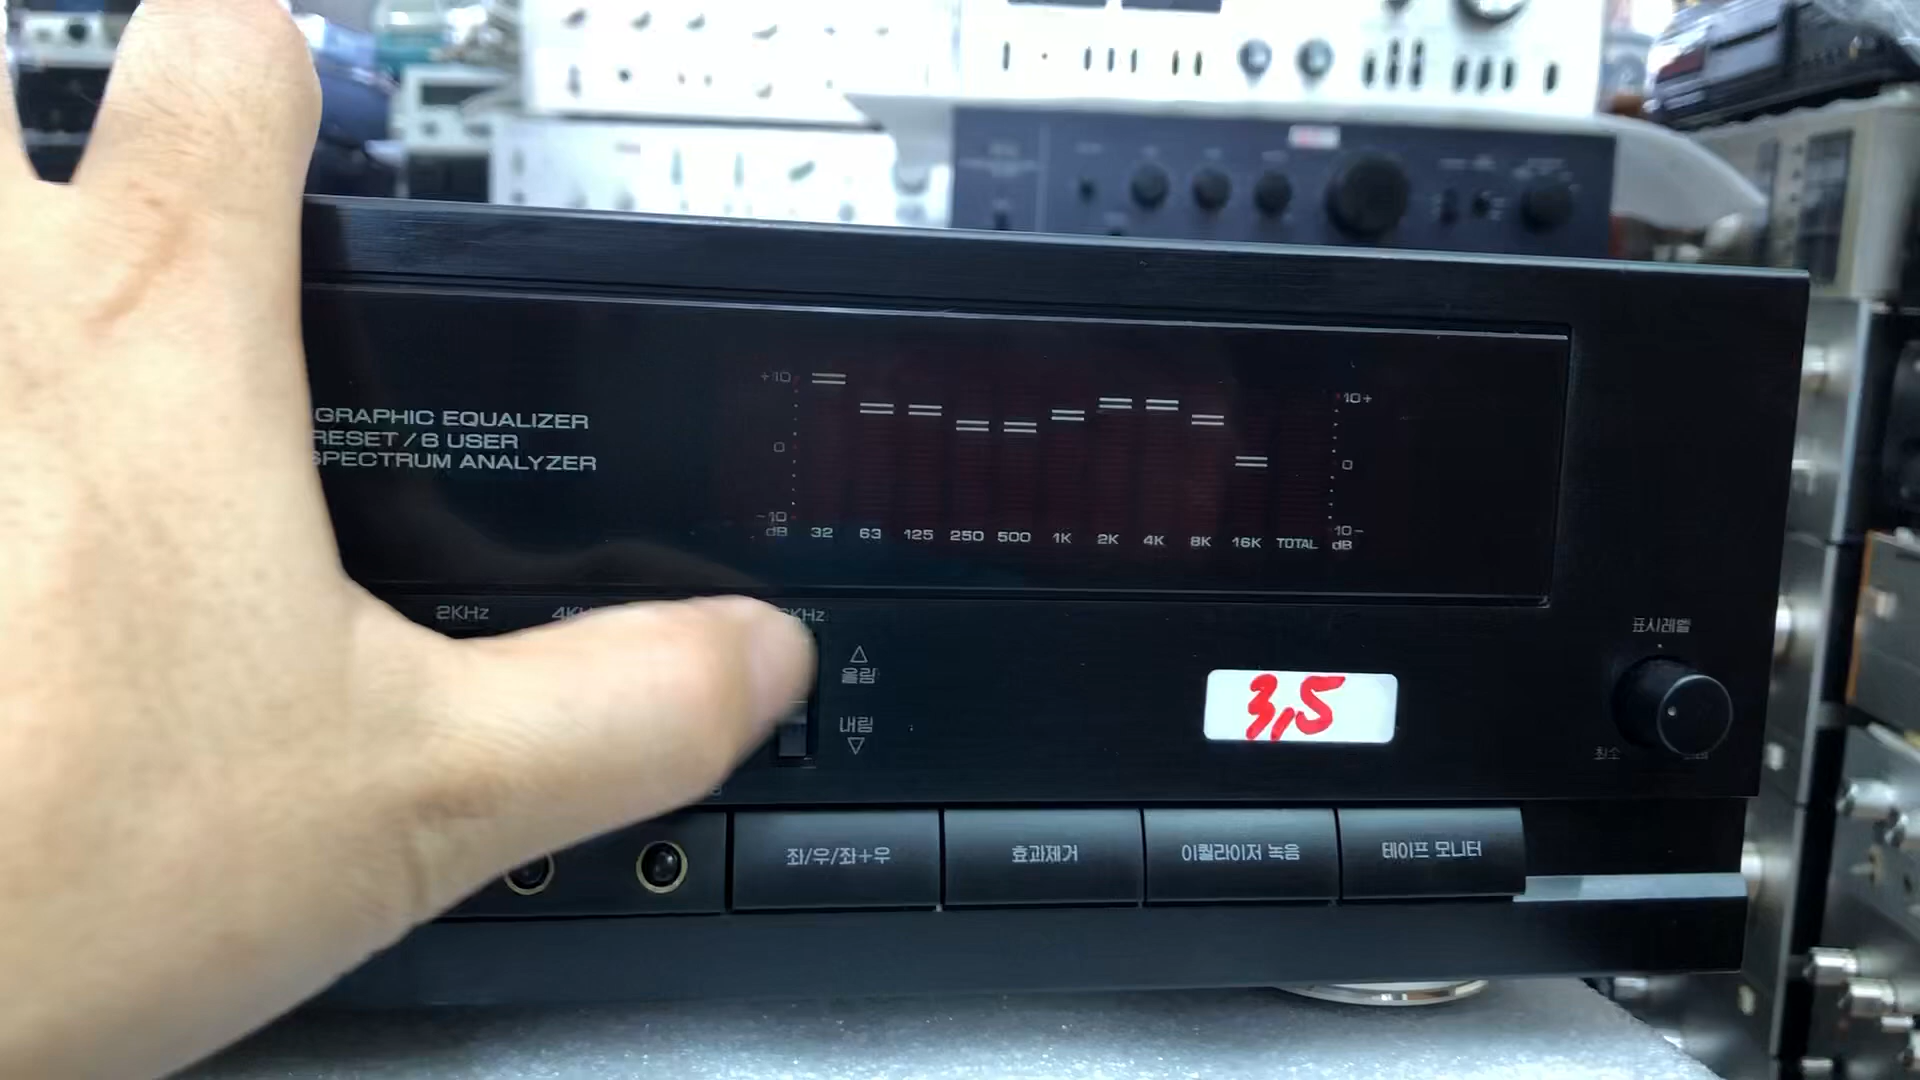 GRAPHIC EQUALIZER
RESET / 6 USER
SPECTRUM ANALYZER
+10
0
-10
dB
32 63 125 250 500 1K 2K 4K 8K 16K TOTAL
10+
0
10-
dB
2KHz
올림
내림
표시레벨
최소
3,5
좌/우/좌+우
효과제거
이퀄라이저 녹음
테이프 모니터